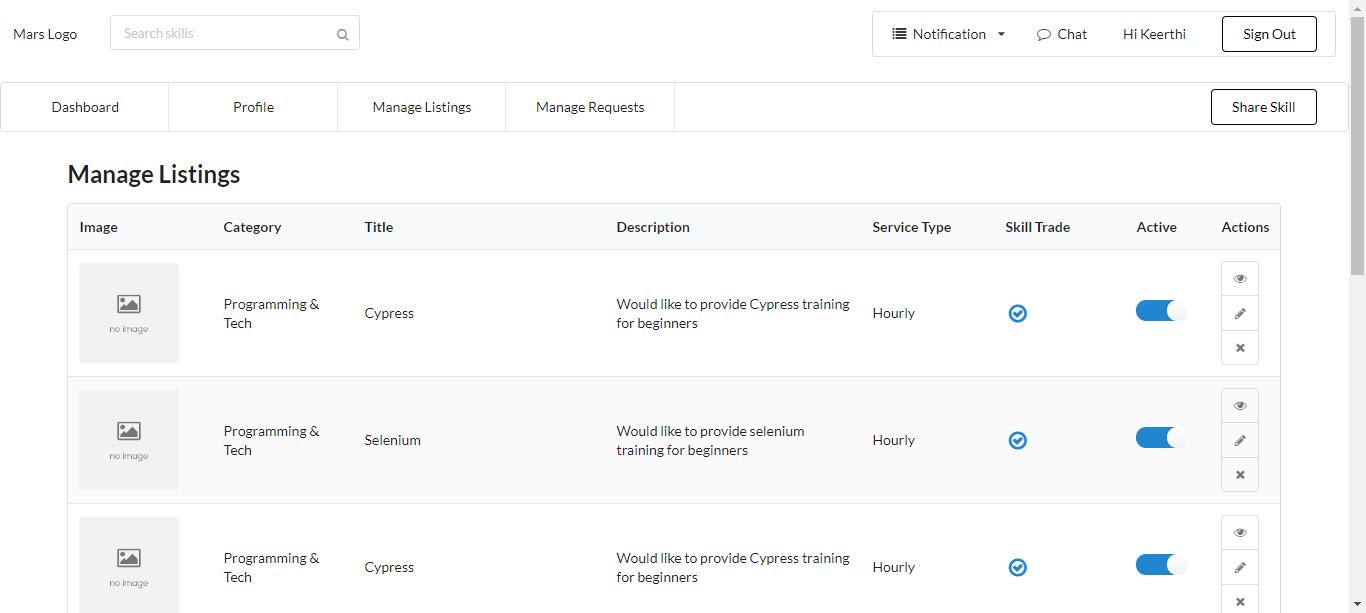 Mars Logo
Search skills
Notification
Chat
Hi Keerthi
Sign Out
Dashboard
Profile
Manage Listings
Manage Requests
Share Skill
Manage Listings
Image
Category
Title
Description
Service Type
Skill Trade
Active
Actions
no image
Programming &
Tech
Cypress
Would like to provide Cypress training
for beginners
Hourly
no image
Programming &
Tech
Selenium
Would like to provide selenium
training for beginners
Hourly
no image
Programming &
Tech
Cypress
Would like to provide Cypress training
for beginners
Hourly